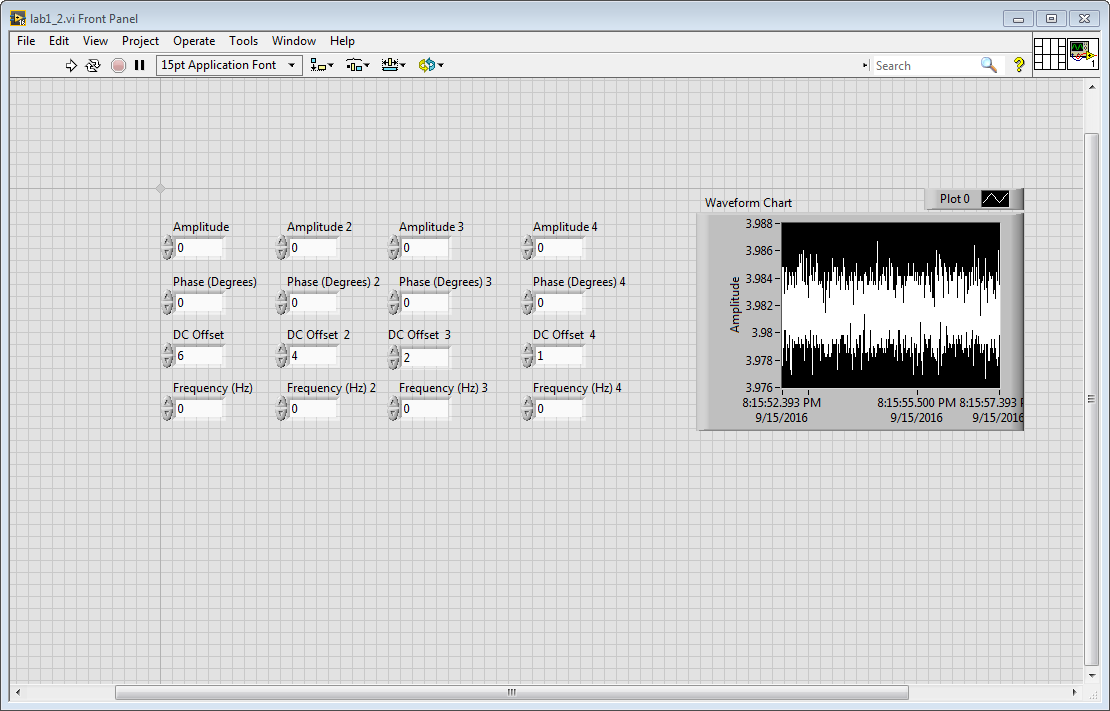 lab1_2.vi Front Panel
File Edit View Project Operate Tools Window Help
15pt Application Font
Search
?
1
Plot 0
Waveform Chart
Amplitude Amplitude 2 Amplitude 3 Amplitude 4
0 0 0 0
Phase (Degrees) Phase (Degrees) 2 Phase (Degrees) 3 Phase (Degrees) 4
0 0 0 0
DC Offset DC Offset 2 DC Offset 3 DC Offset 4
6 4 2 1
Frequency (Hz) Frequency (Hz) 2 Frequency (Hz) 3 Frequency (Hz) 4
0 0 0 0
Amplitude
3.988
3.986
3.984
3.982
3.98
3.978
3.976
8:15:52.393 PM 8:15:55.500 PM 8:15:57.393
9/15/2016 9/15/2016 9/15/2016